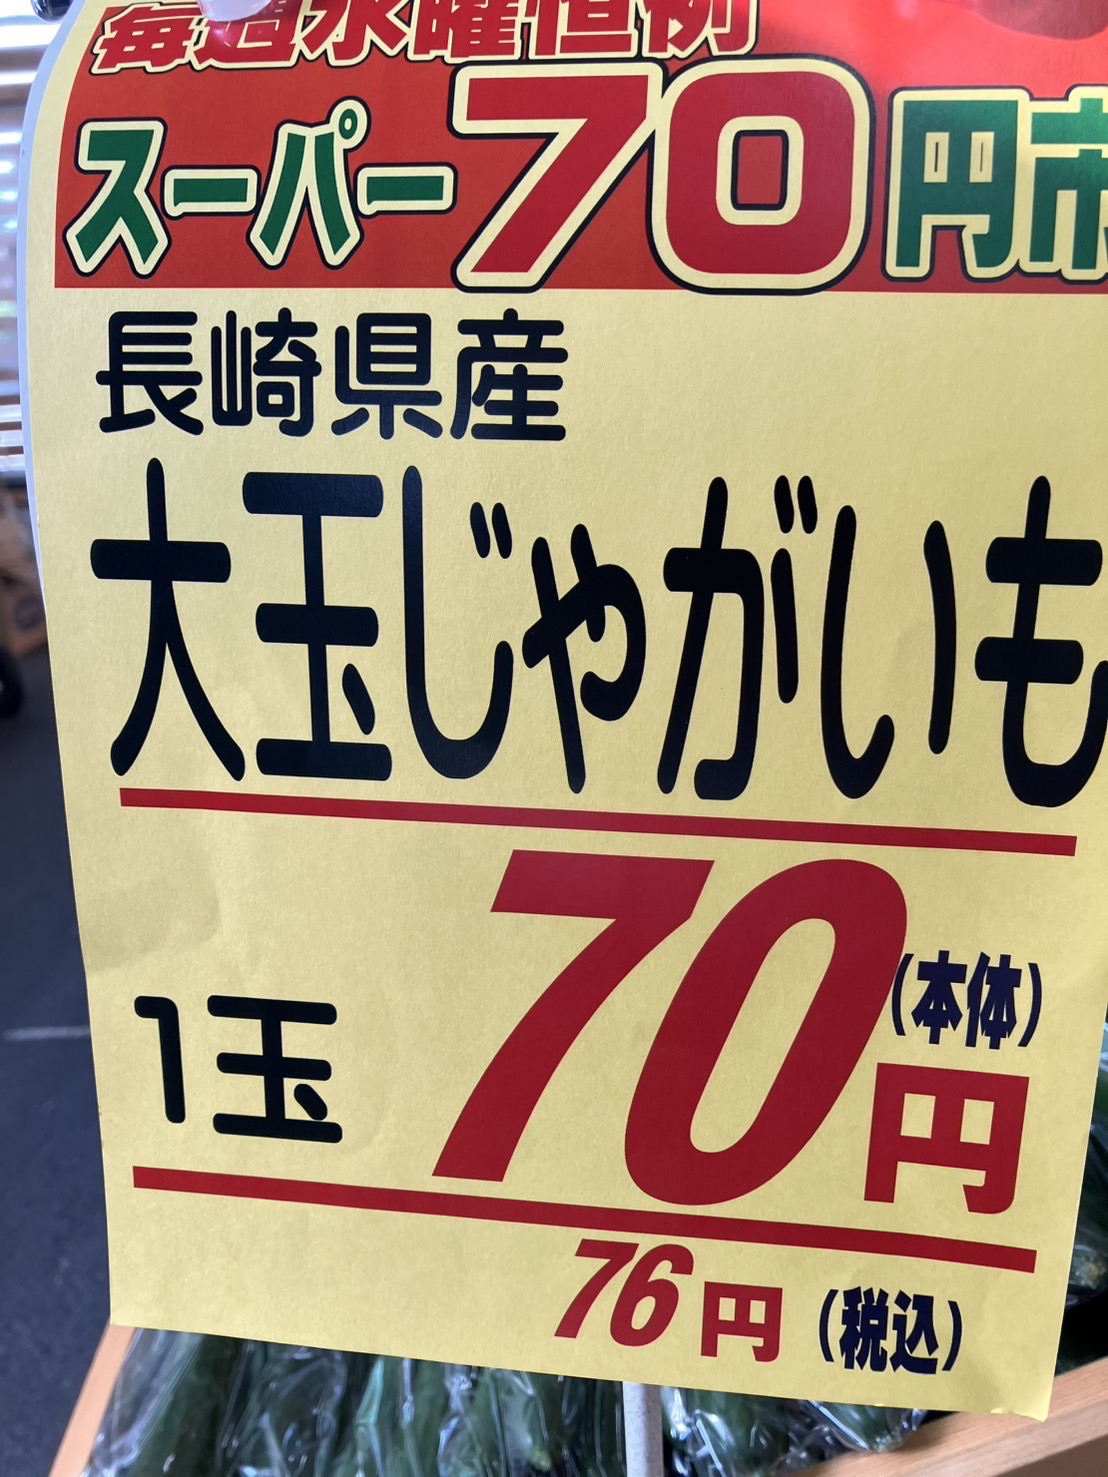 毎週水曜恒例
スーパー70円市
長崎県産
大玉じゃがいも
1玉 70円 (本体)
76円 (税込)